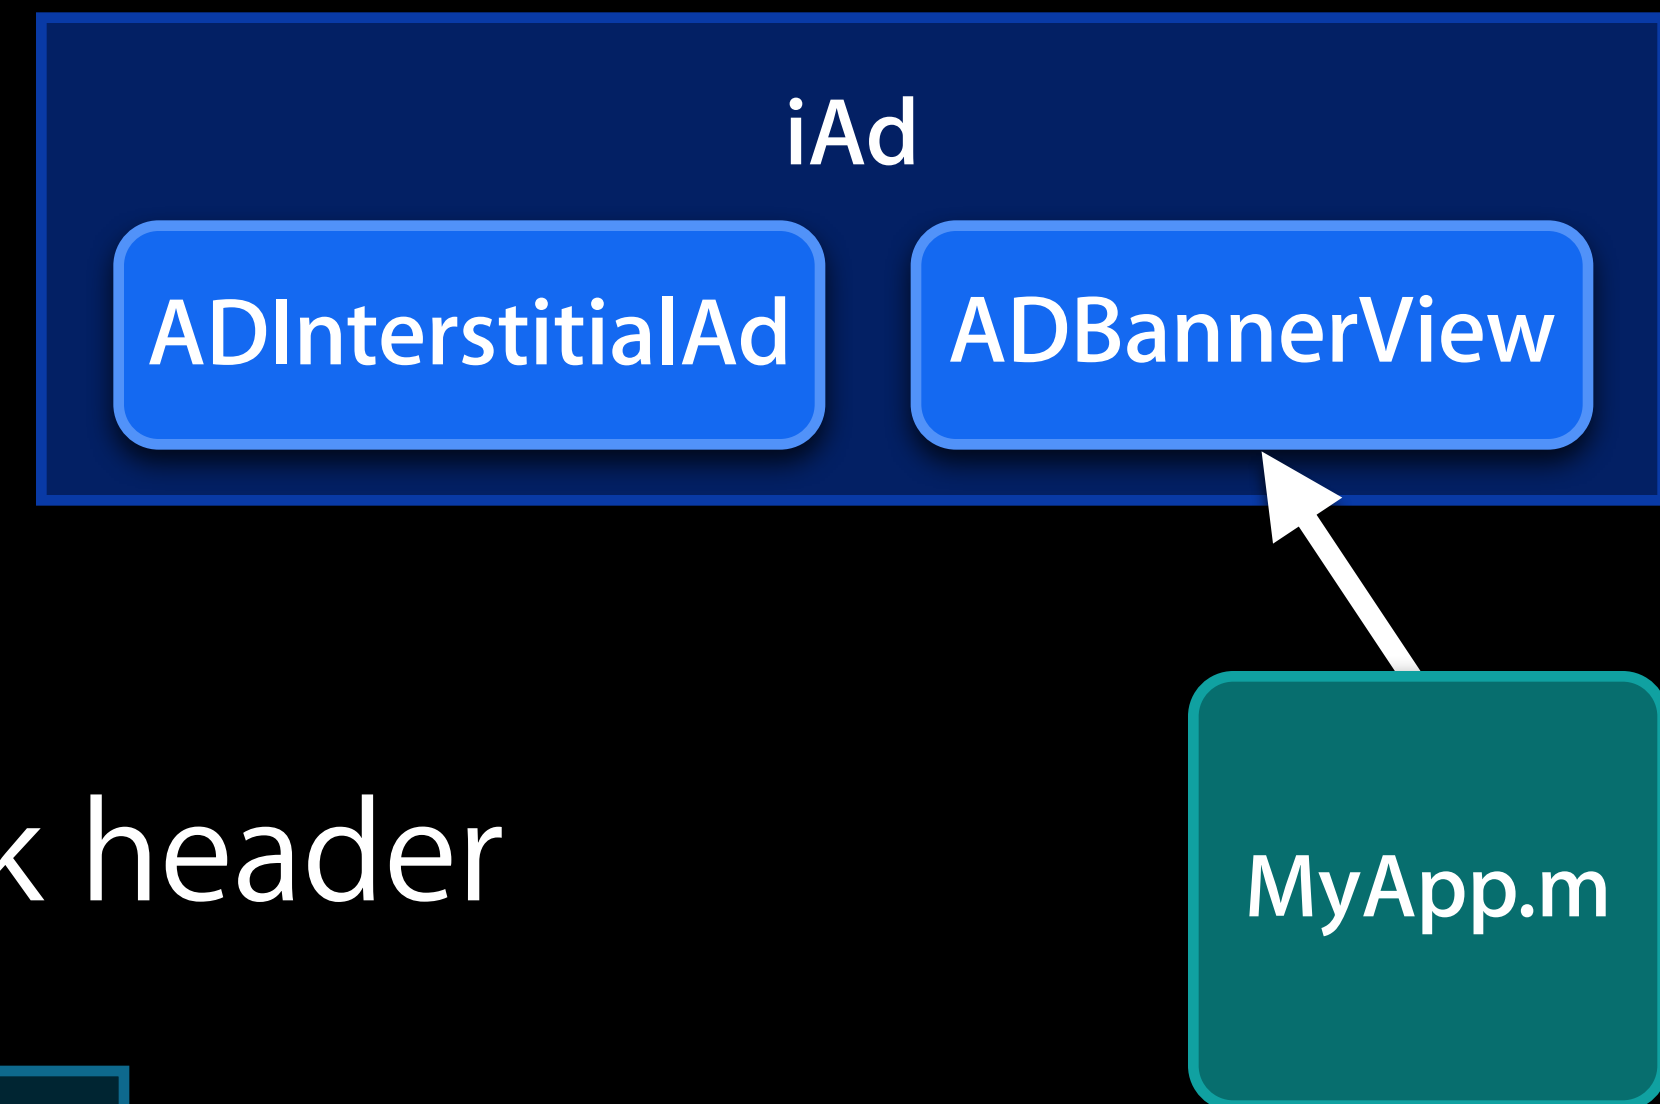 iAd
ADInterstitialAd
ADBannerView
header
MyApp.m